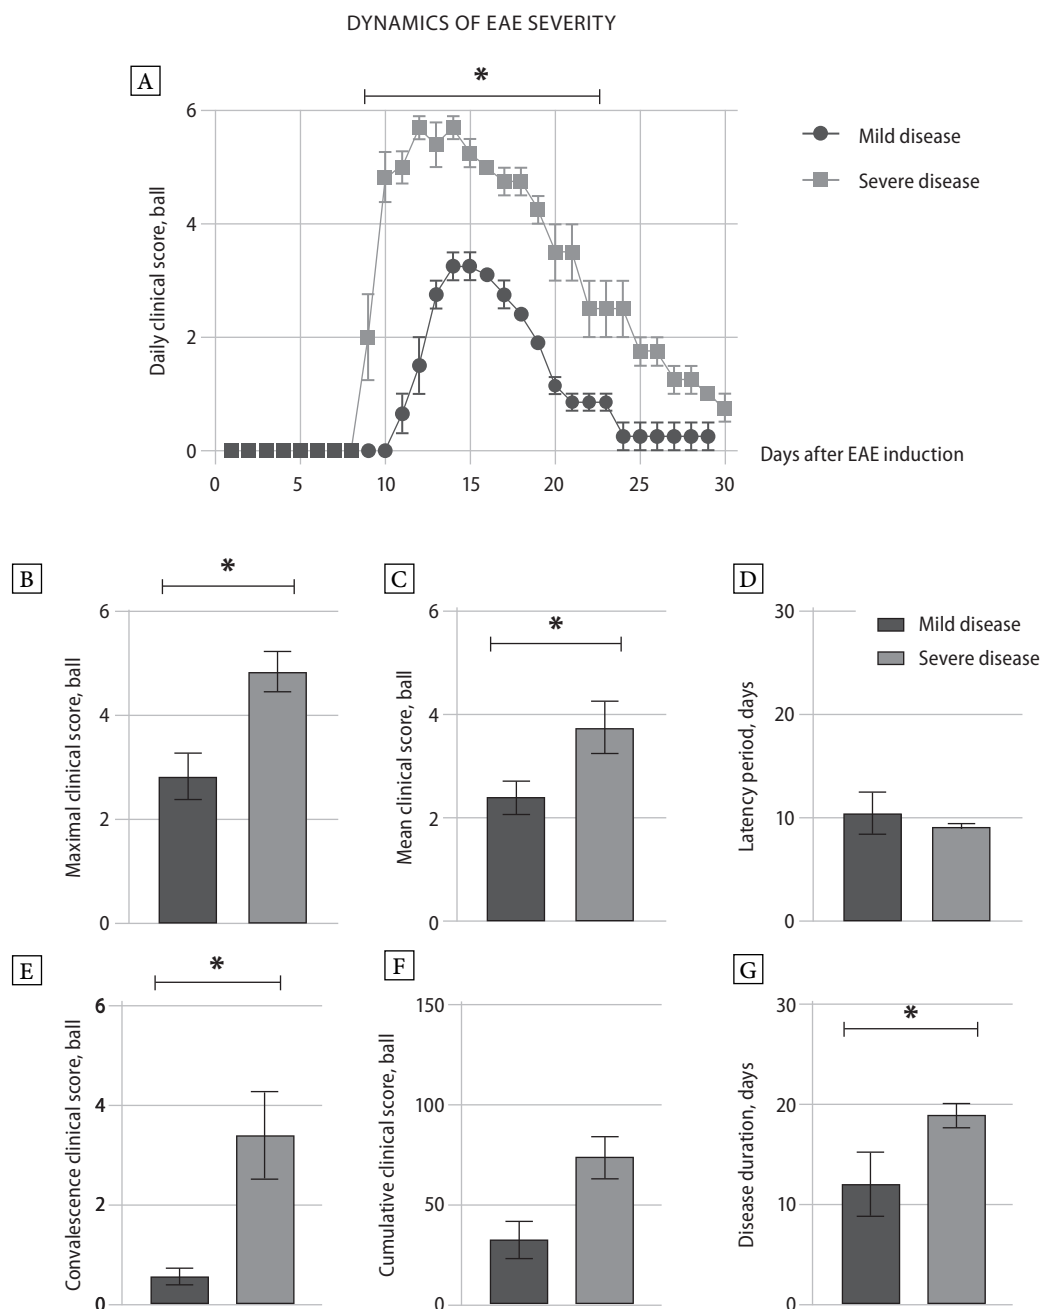 DYNAMICS OF EAE SEVERITY
A
*
6
4
2
0
Daily clinical score, ball
0 5 10 15 20 25 30
Days after EAE induction
Mild disease
Severe disease
B
*
6
4
2
0
Maximal clinical score, ball
C
*
6
4
2
0
Mean clinical score, ball
D
30
20
10
0
Latency period, days
Mild disease
Severe disease
E
*
6
4
2
0
Convalescence clinical score, ball
F
150
100
50
0
Cumulative clinical score, ball
G
*
30
20
10
0
Disease duration, days